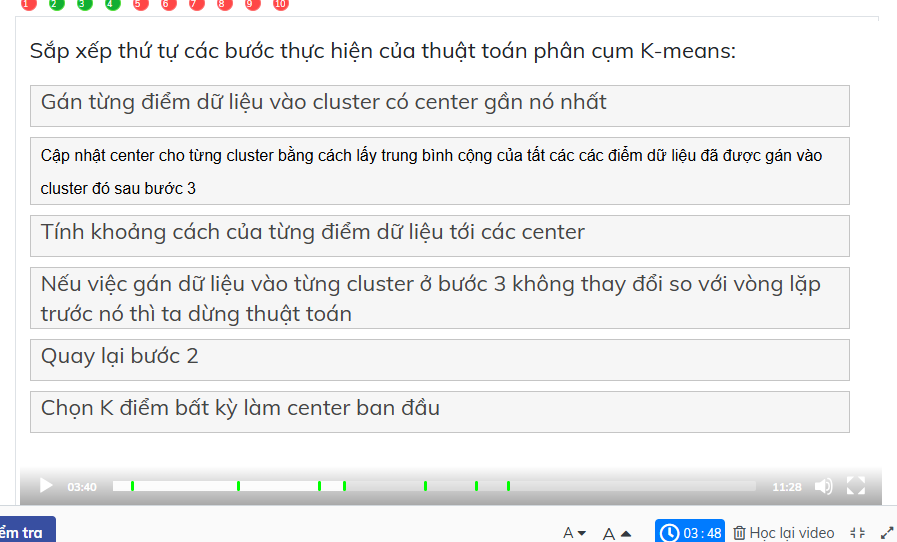 1 2 3 4 5 6 7 8 9 10
Sắp xếp thứ tự các bước thực hiện của thuật toán phân cụm K-means:
Gán từng điểm dữ liệu vào cluster có center gần nó nhất
Cập nhật center cho từng cluster bằng cách lấy trung bình cộng của tất các các điểm dữ liệu đã được gán vào
cluster đó sau bước 3
Tính khoảng cách của từng điểm dữ liệu tới các center
Nếu việc gán dữ liệu vào từng cluster ở bước 3 không thay đổi so với vòng lặp
trước nó thì ta dừng thuật toán
Quay lại bước 2
Chọn K điểm bất kỳ làm center ban đầu
03:40 11:28
ểm tra A A 03 : 48 Học lại video